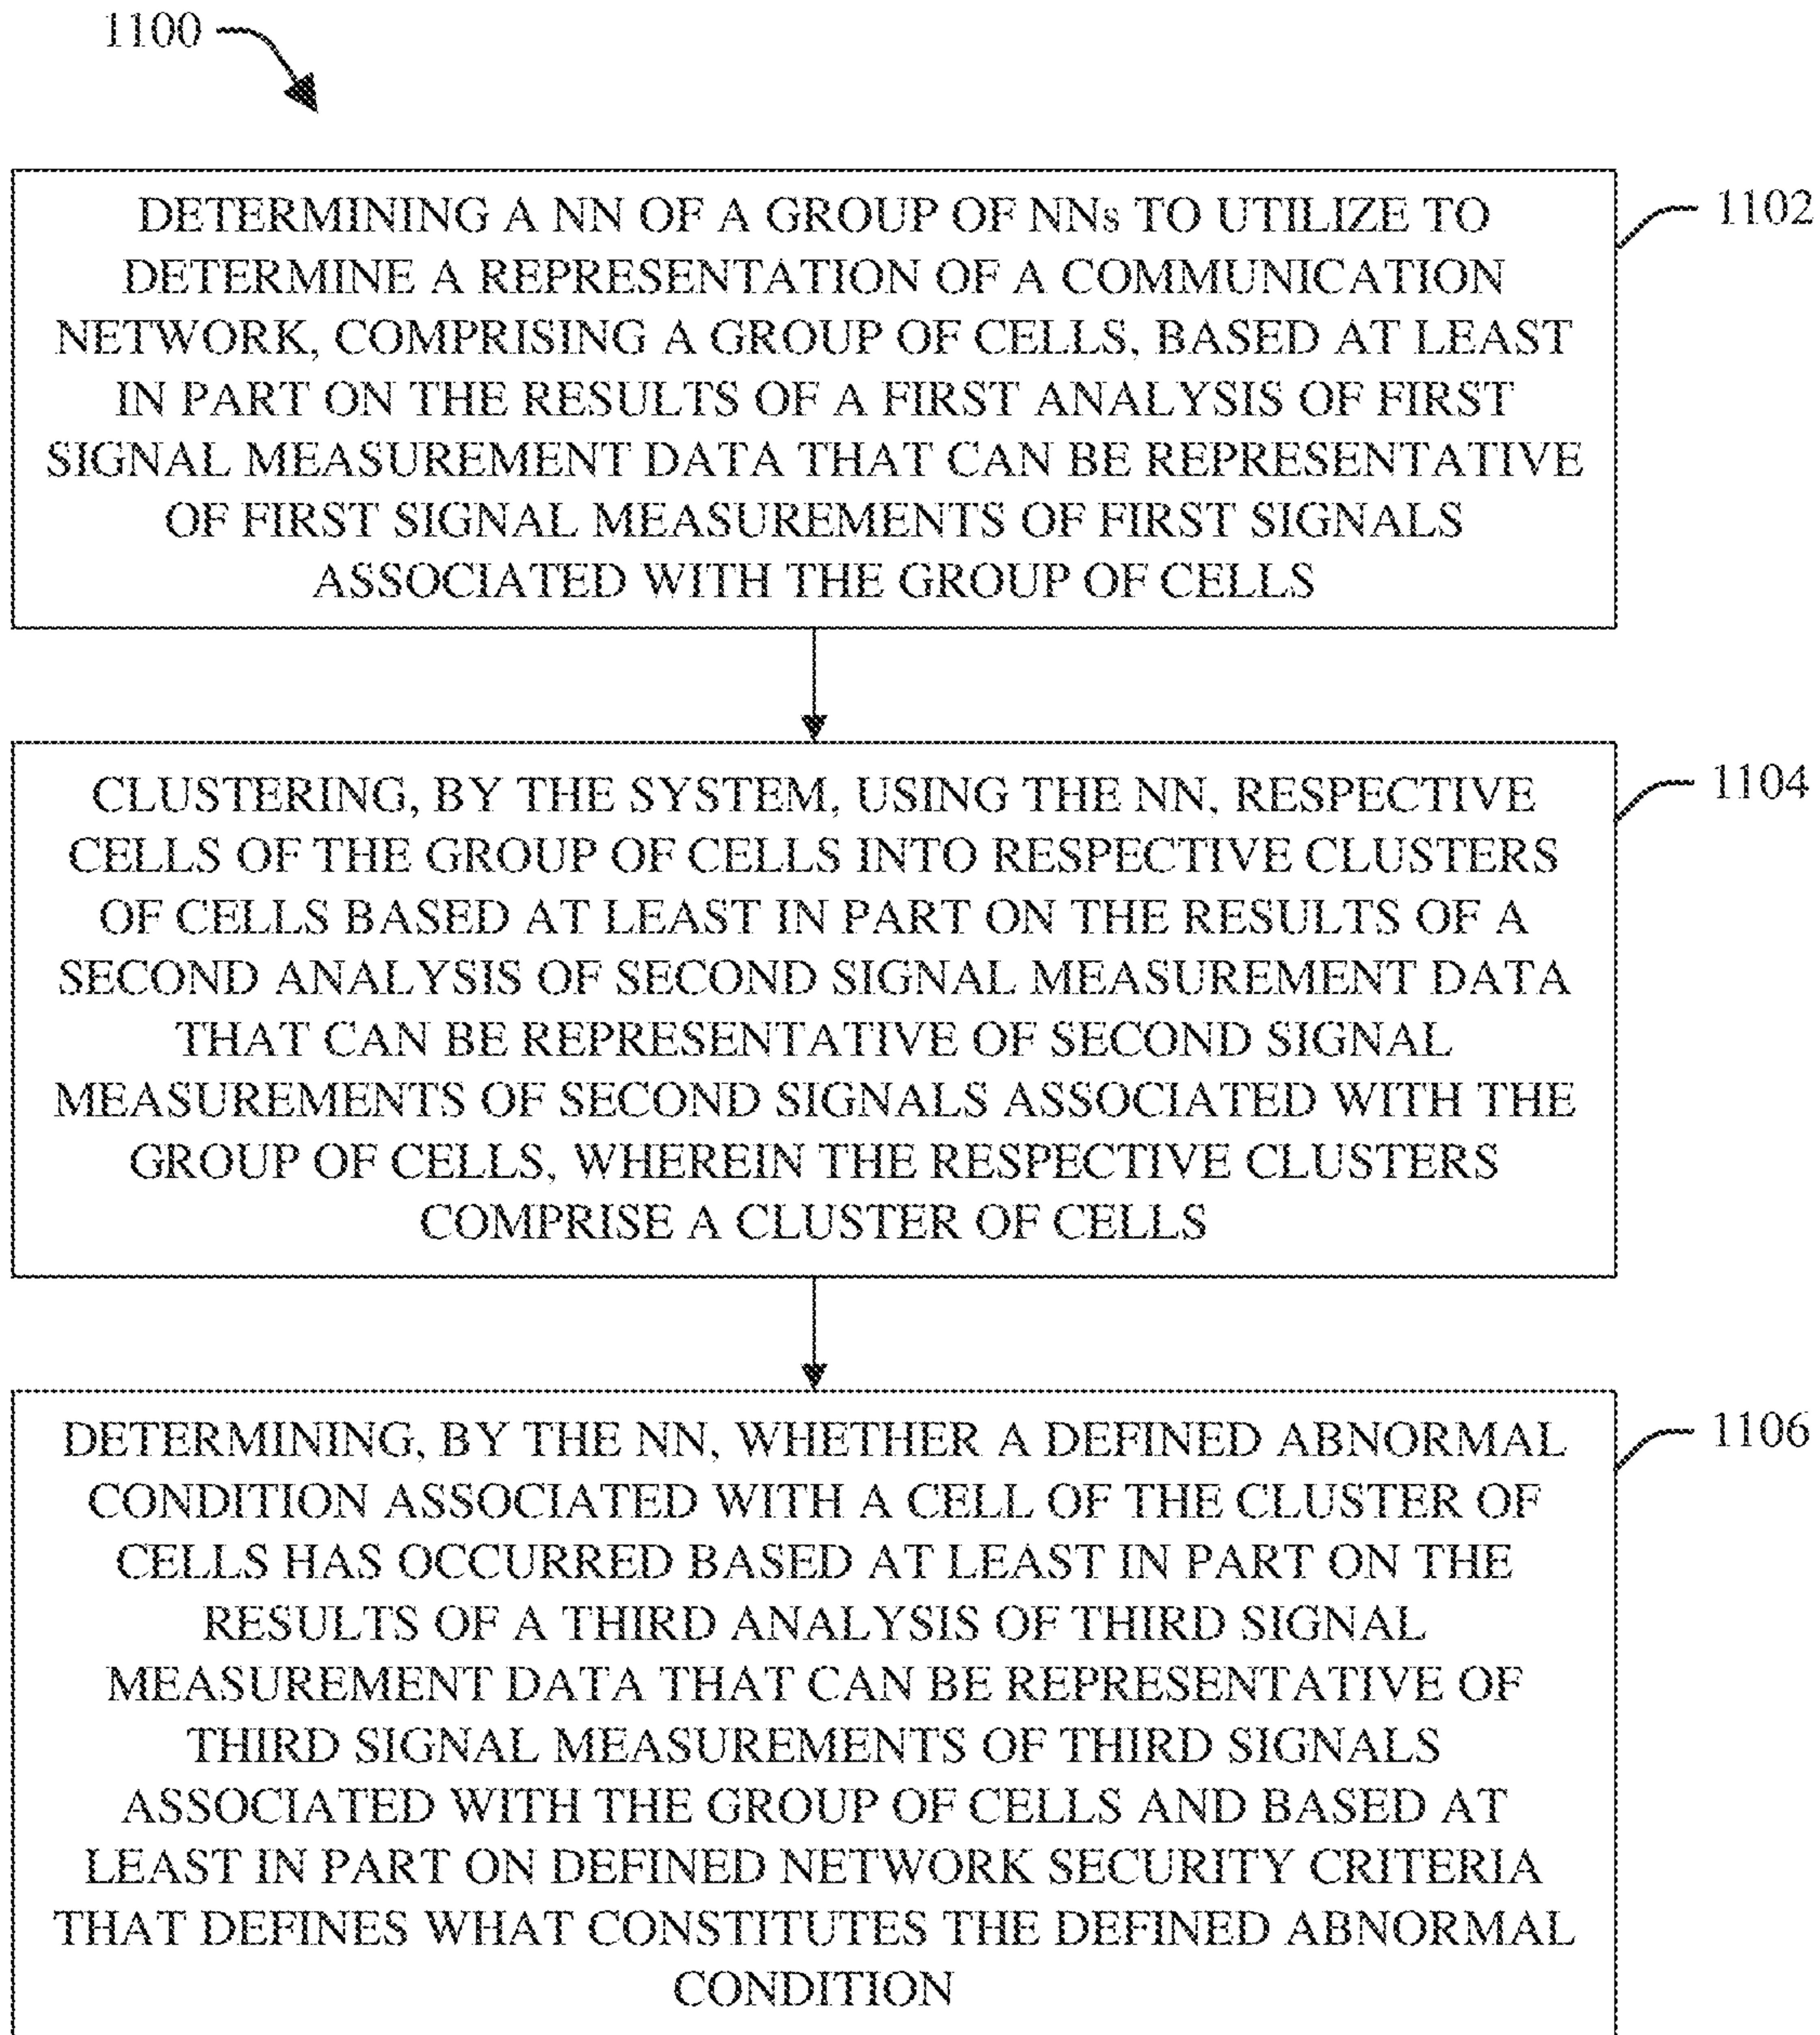 1100
DETERMINING A NN OF A GROUP OF NNs TO UTILIZE TO
DETERMINE A REPRESENTATION OF A COMMUNICATION
NETWORK, COMPRISING A GROUP OF CELLS, BASED AT LEAST
IN PART ON THE RESULTS OF A FIRST ANALYSIS OF FIRST
SIGNAL MEASUREMENT DATA THAT CAN BE REPRESENTATIVE
OF FIRST SIGNAL MEASUREMENTS OF FIRST SIGNALS
ASSOCIATED WITH THE GROUP OF CELLS
1102
CLUSTERING, BY THE SYSTEM, USING THE NN, RESPECTIVE
CELLS OF THE GROUP OF CELLS INTO RESPECTIVE CLUSTERS
OF CELLS BASED AT LEAST IN PART ON THE RESULTS OF A
SECOND ANALYSIS OF SECOND SIGNAL MEASUREMENT DATA
THAT CAN BE REPRESENTATIVE OF SECOND SIGNAL
MEASUREMENTS OF SECOND SIGNALS ASSOCIATED WITH THE
GROUP OF CELLS, WHEREIN THE RESPECTIVE CLUSTERS
COMPRISE A CLUSTER OF CELLS
1104
DETERMINING, BY THE NN, WHETHER A DEFINED ABNORMAL
CONDITION ASSOCIATED WITH A CELL OF THE CLUSTER OF
CELLS HAS OCCURRED BASED AT LEAST IN PART ON THE
RESULTS OF A THIRD ANALYSIS OF THIRD SIGNAL
MEASUREMENT DATA THAT CAN BE REPRESENTATIVE OF
THIRD SIGNAL MEASUREMENTS OF THIRD SIGNALS
ASSOCIATED WITH THE GROUP OF CELLS AND BASED AT
LEAST IN PART ON DEFINED NETWORK SECURITY CRITERIA
THAT DEFINES WHAT CONSTITUTES THE DEFINED ABNORMAL
CONDITION
1106